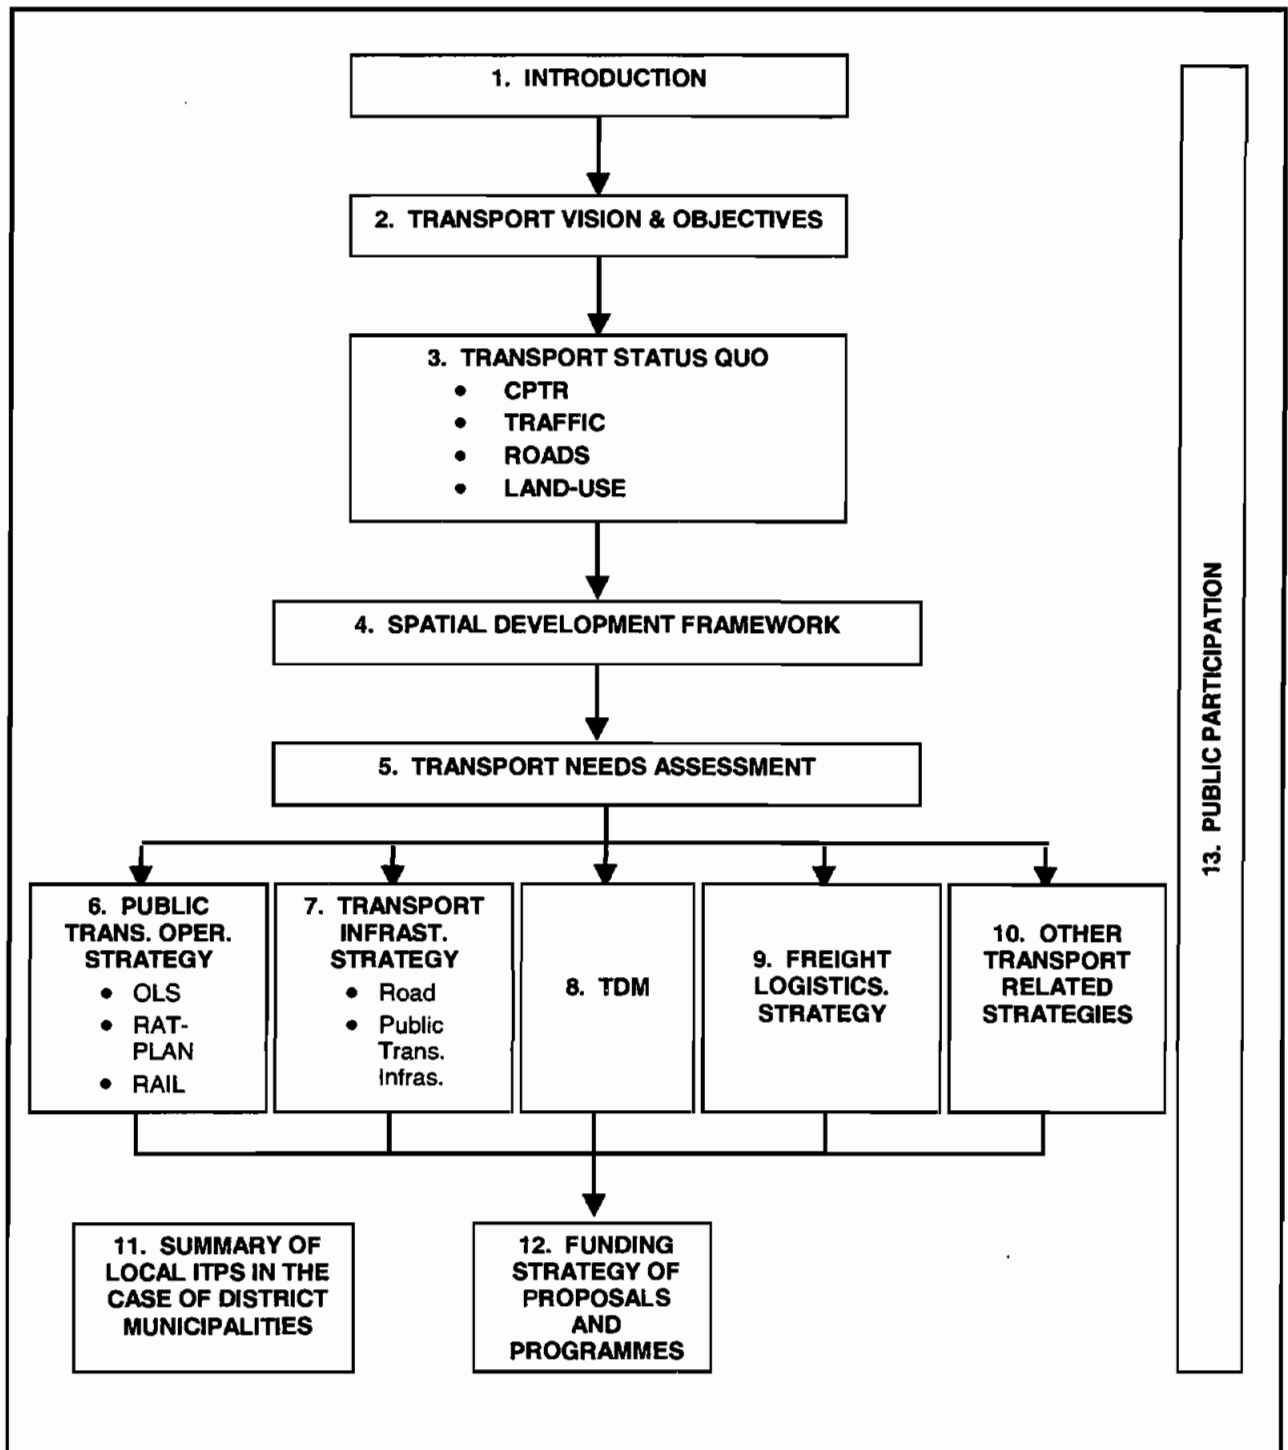 1. INTRODUCTION
2. TRANSPORT VISION & OBJECTIVES
3. TRANSPORT STATUS QUO
• CPTR
• TRAFFIC
• ROADS
• LAND-USE
4. SPATIAL DEVELOPMENT FRAMEWORK
5. TRANSPORT NEEDS ASSESSMENT
6. PUBLIC
TRANS. OPER.
STRATEGY
• OLS
• RAT-
PLAN
• RAIL
7. TRANSPORT
INFRAST.
STRATEGY
• Road
• Public
Trans.
Infras.
8. TDM
9. FREIGHT
LOGISTICS.
STRATEGY
10. OTHER
TRANSPORT
RELATED
STRATEGIES
11. SUMMARY OF
LOCAL ITPS IN THE
CASE OF DISTRICT
MUNICIPALITIES
12. FUNDING
STRATEGY OF
PROPOSALS
AND
PROGRAMMES
13. PUBLIC PARTICIPATION